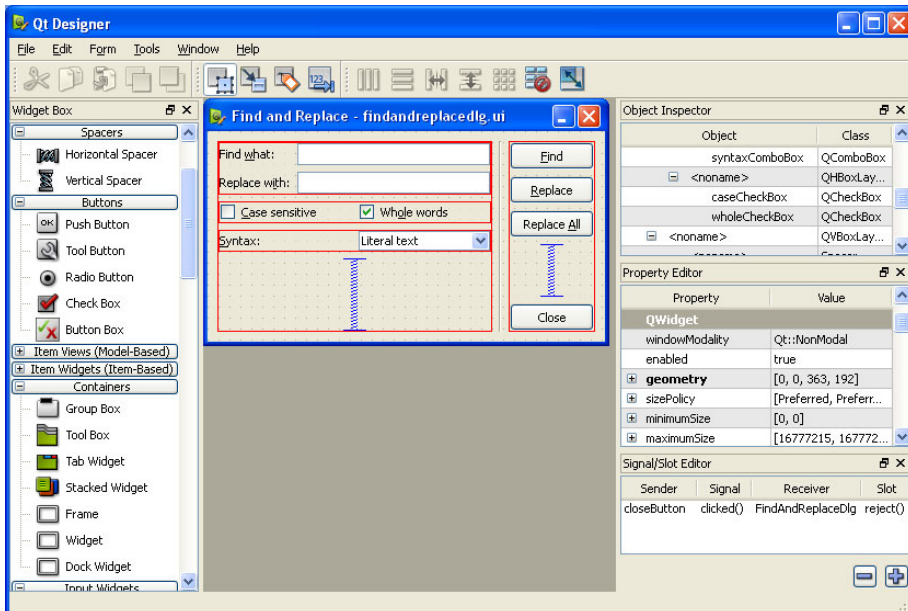 Qt Designer
File Edit Form Tools Window Help
123
Widget Box
Spacers
Horizontal Spacer
Vertical Spacer
Buttons
OK Push Button
Tool Button
Radio Button
Check Box
Button Box
Item Views (Model-Based)
Item Widgets (Item-Based)
Containers
Group Box
Tool Box
Tab Widget
Stacked Widget
Frame
Widget
Dock Widget
Input Widgets
Find and Replace - findandreplacedlg.ui
Find what:
Replace with:
Case sensitive Whole words
Syntax: Literal text
Find
Replace
Replace All
Close
Object Inspector
Object Class
syntaxComboBox QComboBox
<noname> QHBoxLay...
caseCheckBox QCheckBox
wholeCheckBox QCheckBox
<noname> QVBoxLay...
Property Editor
Property Value
QWidget
windowModality Qt::NonModal
enabled true
geometry [0, 0, 363, 192]
sizePolicy [Preferred, Preferr...
minimumSize [0, 0]
maximumSize [16777215, 167772...
Signal/Slot Editor
Sender Signal Receiver Slot
closeButton clicked() FindAndReplaceDlg reject()